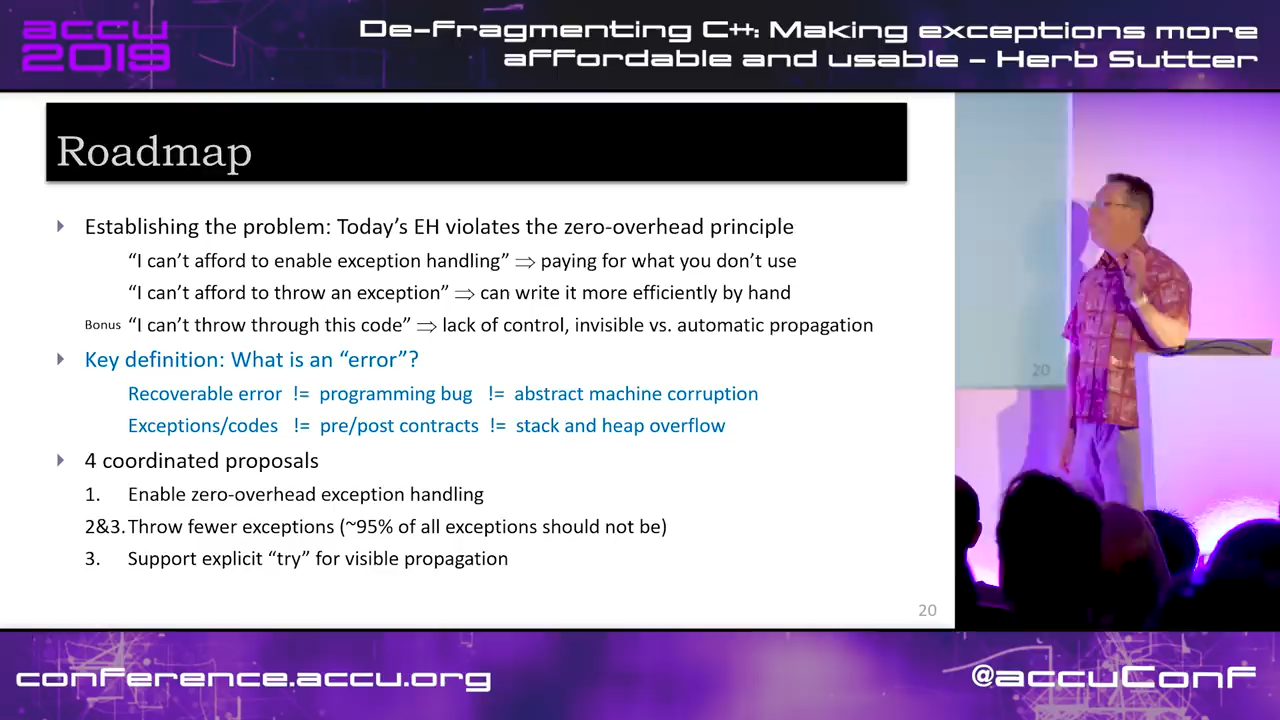 accu
2019
De-Fragmenting C++: Making exceptions more
affordable and usable - Herb Sutter
Roadmap
Establishing the problem: Today's EH violates the zero-overhead principle
"I can't afford to enable exception handling" ⇒ paying for what you don't use
"I can't afford to throw an exception" ⇒ can write it more efficiently by hand
Bonus "I can't throw through this code" ⇒ lack of control, invisible vs. automatic propagation
Key definition: What is an "error"?
Recoverable error != programming bug != abstract machine corruption
Exceptions/codes != pre/post contracts != stack and heap overflow
4 coordinated proposals
1. Enable zero-overhead exception handling
2&3. Throw fewer exceptions (~95% of all exceptions should not be)
3. Support explicit "try" for visible propagation
20
20
conference.accu.org
@accuConf